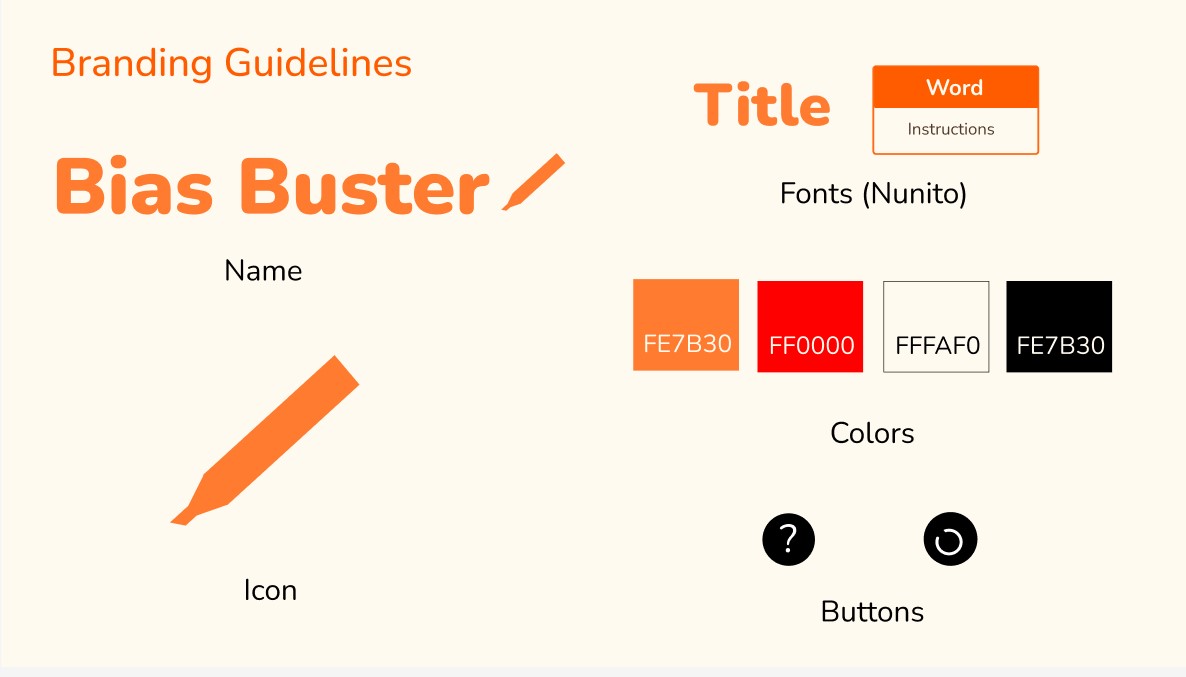 Branding Guidelines
Bias Buster
Name
Icon
Title
Word
Instructions
Fonts (Nunito)
FE7B30
FF0000
FFFAF0
FE7B30
Colors
?
Buttons